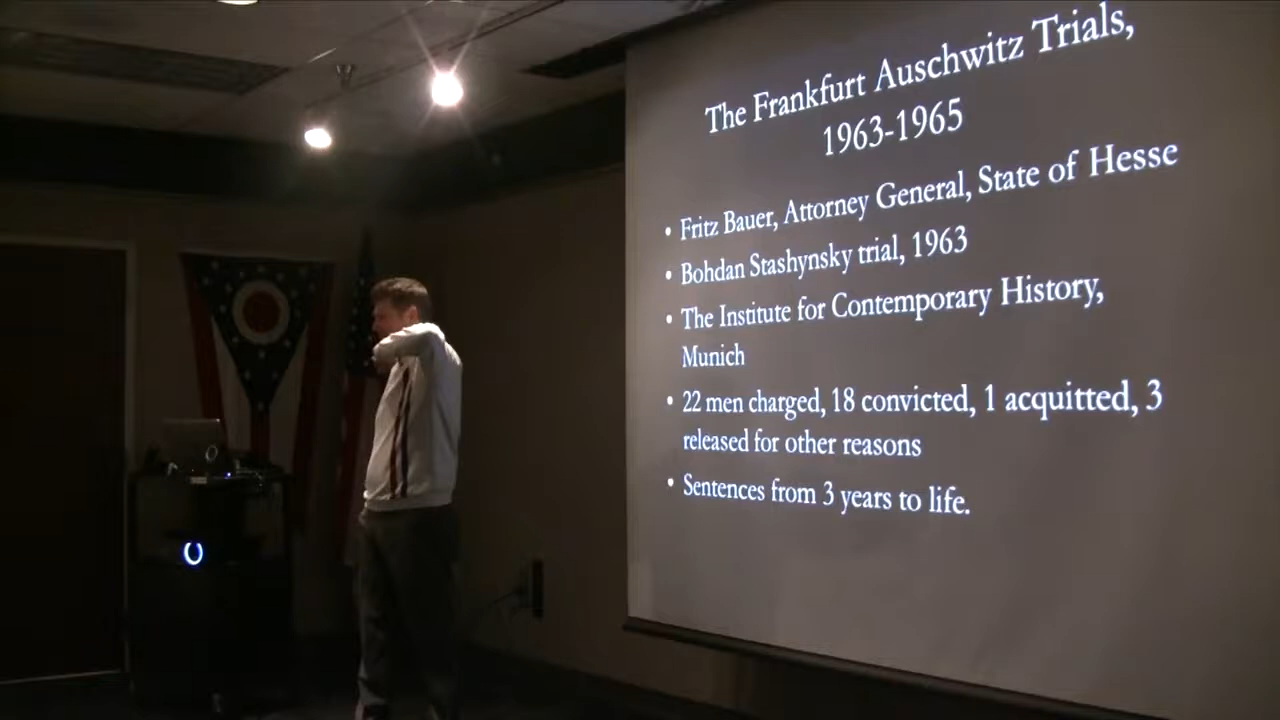 The Frankfurt Auschwitz Trials,
1963-1965
• Fritz Bauer, Attorney General, State of Hesse
• Bohdan Stashynsky trial, 1963
• The Institute for Contemporary History,
Munich
• 22 men charged, 18 convicted, 1 acquitted, 3
released for other reasons
• Sentences from 3 years to life.